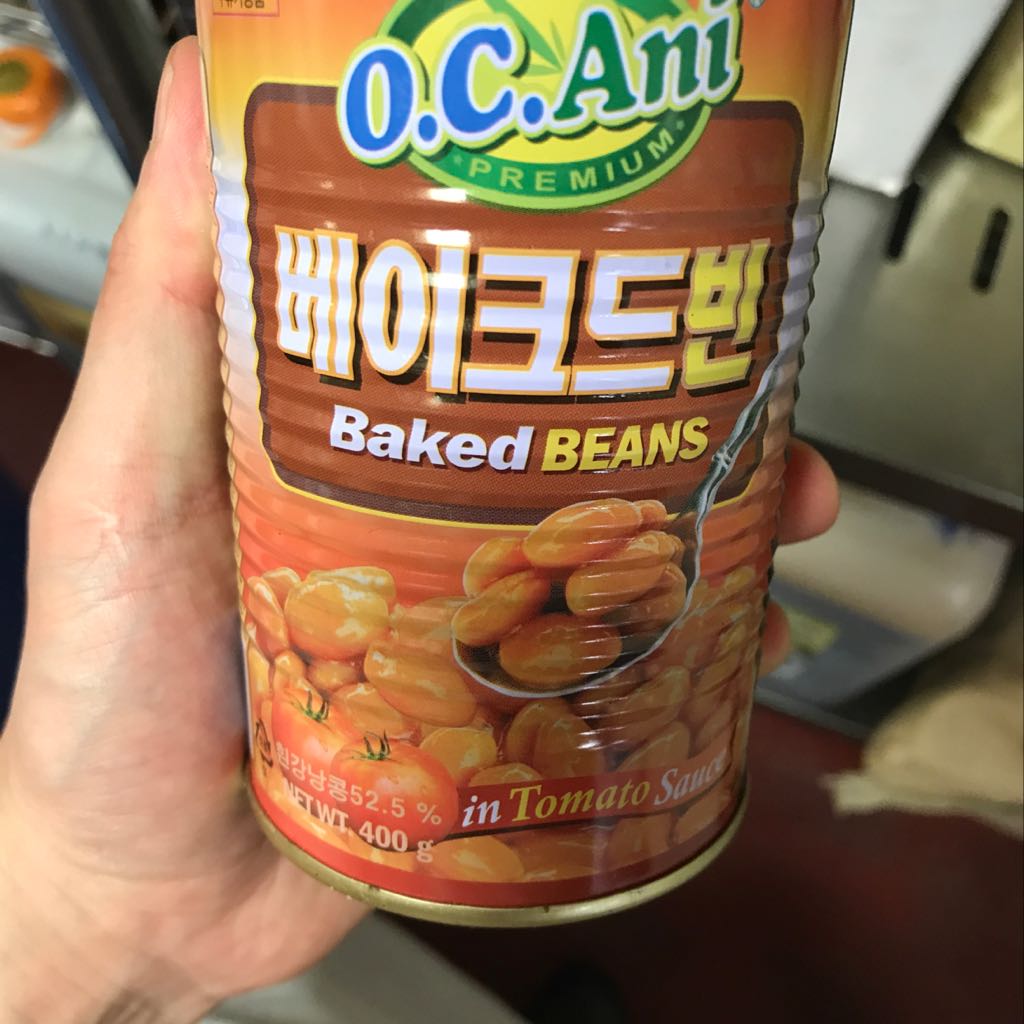 O.C.Ani
PREMIUM
베이크드빈
Baked BEANS
흰강낭콩52.5 %
NET WT. 400 g
in Tomato Sauce